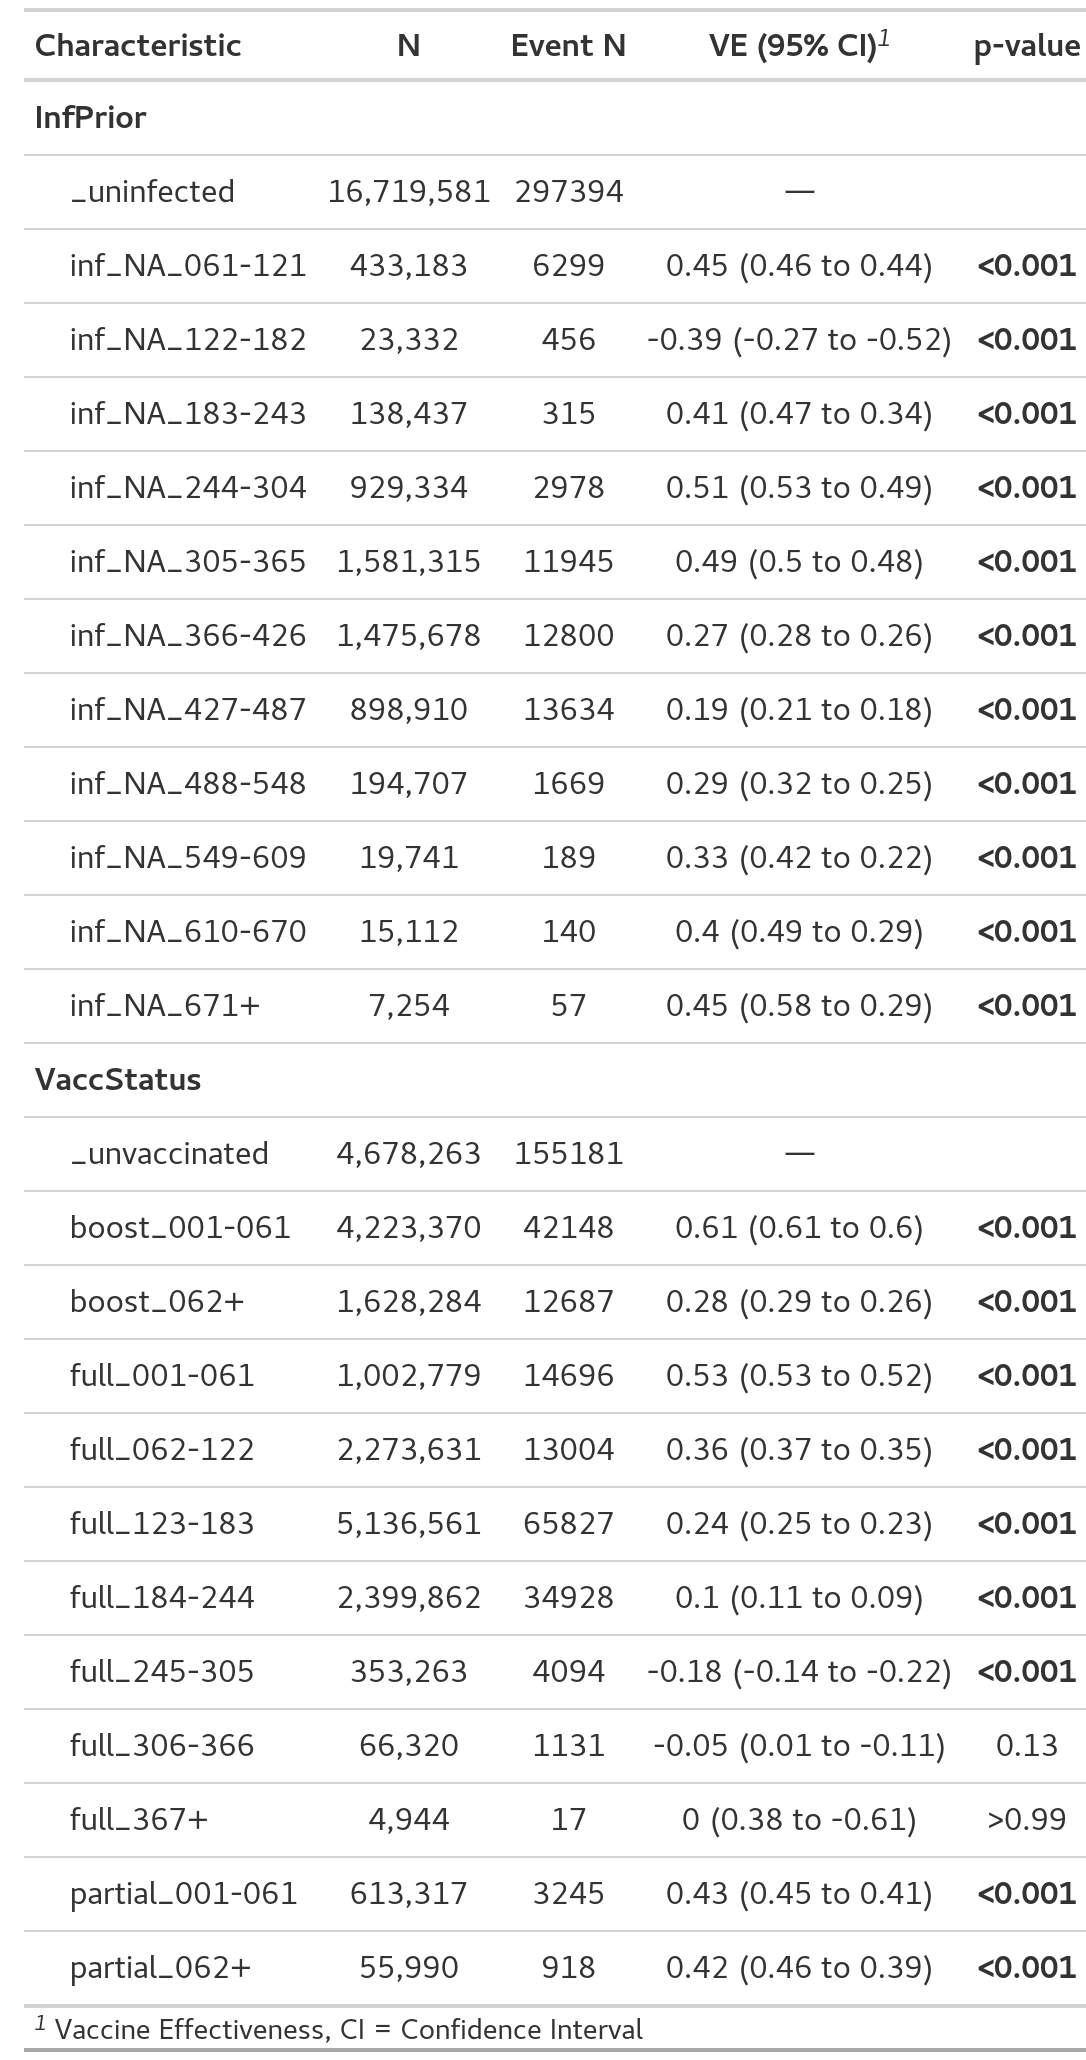 Characteristic N Event N VE (95% CI)1 p-value
InfPrior
_uninfected 16,719,581 297394 —
inf_NA_061-121 433,183 6299 0.45 (0.46 to 0.44) <0.001
inf_NA_122-182 23,332 456 -0.39 (-0.27 to -0.52) <0.001
inf_NA_183-243 138,437 315 0.41 (0.47 to 0.34) <0.001
inf_NA_244-304 929,334 2978 0.51 (0.53 to 0.49) <0.001
inf_NA_305-365 1,581,315 11945 0.49 (0.5 to 0.48) <0.001
inf_NA_366-426 1,475,678 12800 0.27 (0.28 to 0.26) <0.001
inf_NA_427-487 898,910 13634 0.19 (0.21 to 0.18) <0.001
inf_NA_488-548 194,707 1669 0.29 (0.32 to 0.25) <0.001
inf_NA_549-609 19,741 189 0.33 (0.42 to 0.22) <0.001
inf_NA_610-670 15,112 140 0.4 (0.49 to 0.29) <0.001
inf_NA_671+ 7,254 57 0.45 (0.58 to 0.29) <0.001
VaccStatus
_unvaccinated 4,678,263 155181 —
boost_001-061 4,223,370 42148 0.61 (0.61 to 0.6) <0.001
boost_062+ 1,628,284 12687 0.28 (0.29 to 0.26) <0.001
full_001-061 1,002,779 14696 0.53 (0.53 to 0.52) <0.001
full_062-122 2,273,631 13004 0.36 (0.37 to 0.35) <0.001
full_123-183 5,136,561 65827 0.24 (0.25 to 0.23) <0.001
full_184-244 2,399,862 34928 0.1 (0.11 to 0.09) <0.001
full_245-305 353,263 4094 -0.18 (-0.14 to -0.22) <0.001
full_306-366 66,320 1131 -0.05 (0.01 to -0.11) 0.13
full_367+ 4,944 17 0 (0.38 to -0.61) >0.99
partial_001-061 613,317 3245 0.43 (0.45 to 0.41) <0.001
partial_062+ 55,990 918 0.42 (0.46 to 0.39) <0.001
1 Vaccine Effectiveness, CI = Confidence Interval